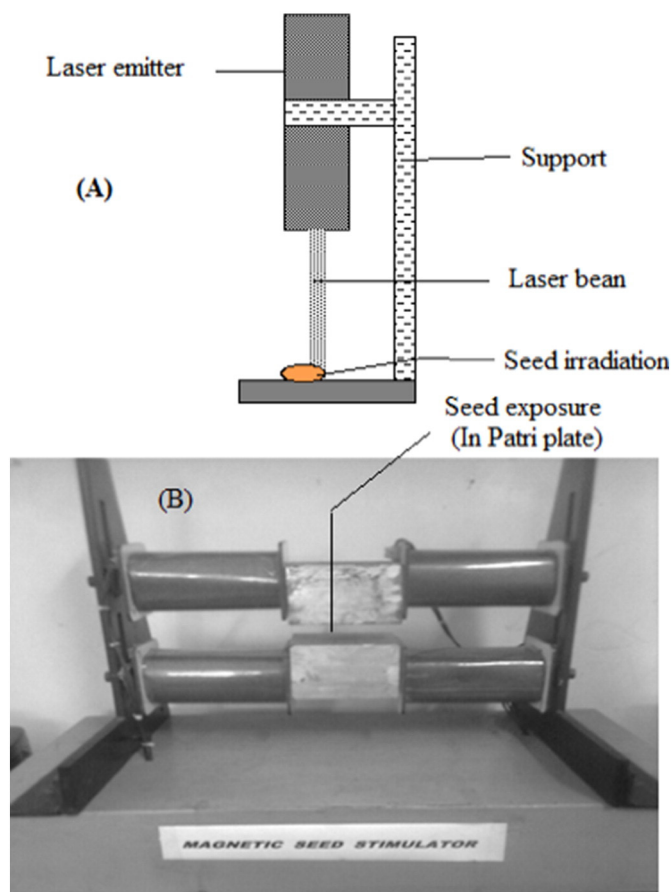 Laser emitter
Support
(A)
Laser bean
Seed irradiation
Seed exposure
(In Patri plate)
(B)
MAGNETIC SEED STIMULATOR